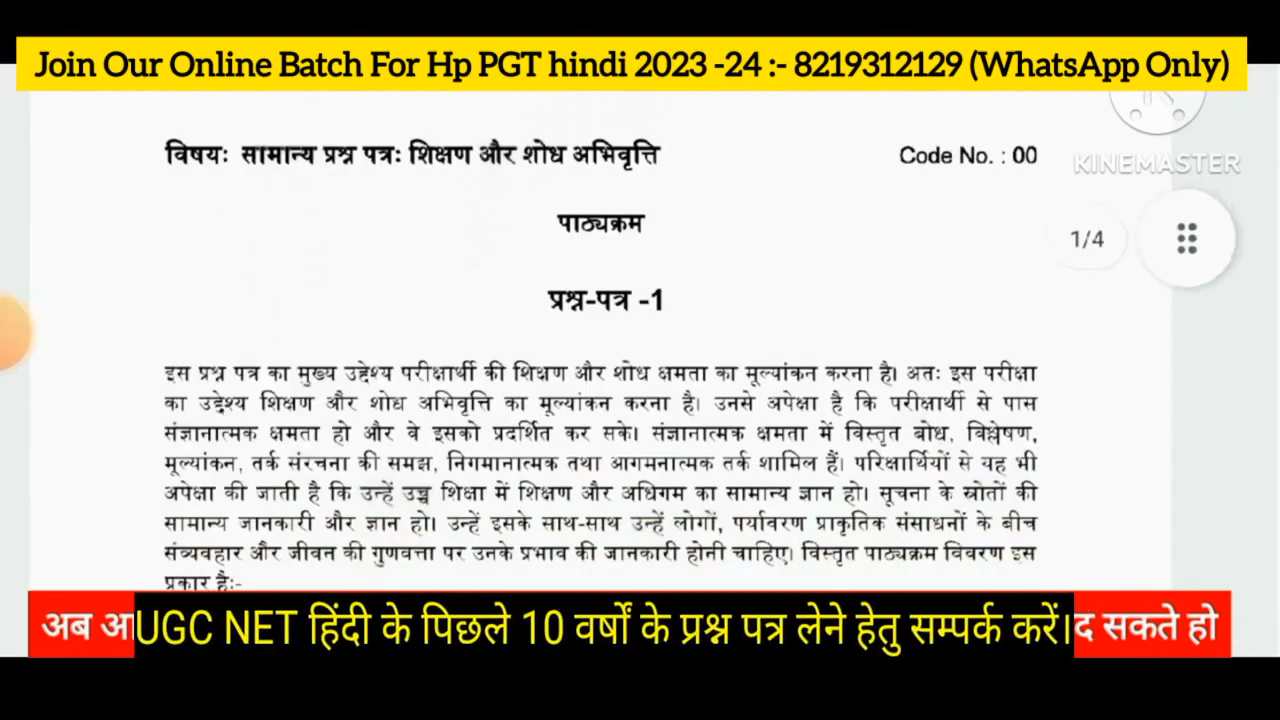 Join Our Online Batch For Hp PGT hindi 2023 -24 :- 8219312129 (WhatsApp Only)
विषयः सामान्य प्रश्न पत्रः शिक्षण और शोध अभिवृत्ति Code No. : 00
KINEMASTER
पाठ्यक्रम
1/4
प्रश्न-पत्र -1
इस प्रश्न पत्र का मुख्य उद्देश्य परीक्षार्थी की शिक्षण और शोध क्षमता का मूल्यांकन करना है। अतः इस परीक्षा
का उद्देश्य शिक्षण और शोध अभिवृत्ति का मूल्यांकन करना है। उनसे अपेक्षा है कि परीक्षार्थी से पास
संज्ञानात्मक क्षमता हो और वे इसको प्रदर्शित कर सके। संज्ञानात्मक क्षमता में विस्तृत बोध, विश्लेषण,
मूल्यांकन, तर्क संरचना की समझ, निगमानात्मक तथा आगमनात्मक तर्क शामिल हैं। परिक्षार्थियों से यह भी
अपेक्षा की जाती है कि उन्हें उच्च शिक्षा में शिक्षण और अधिगम का सामान्य ज्ञान हो। सूचना के स्रोतों की
सामान्य जानकारी और ज्ञान हो। उन्हें इसके साथ-साथ उन्हें लोगों, पर्यावरण प्राकृतिक संसाधनों के बीच
संव्यवहार और जीवन की गुणवत्ता पर उनके प्रभाव की जानकारी होनी चाहिए। विस्तृत पाठ्यक्रम विवरण इस
प्रकार हैः-
अब आ UGC NET हिंदी के पिछले 10 वर्षों के प्रश्न पत्र लेने हेतु सम्पर्क करें। द सकते हो